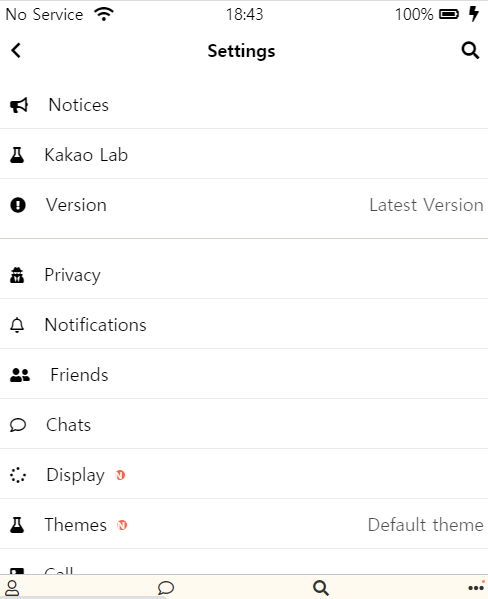 No Service 18:43 100%
Settings
Notices
Kakao Lab
Version Latest Version
Privacy
Notifications
Friends
Chats
Display N
Themes N Default theme
Call